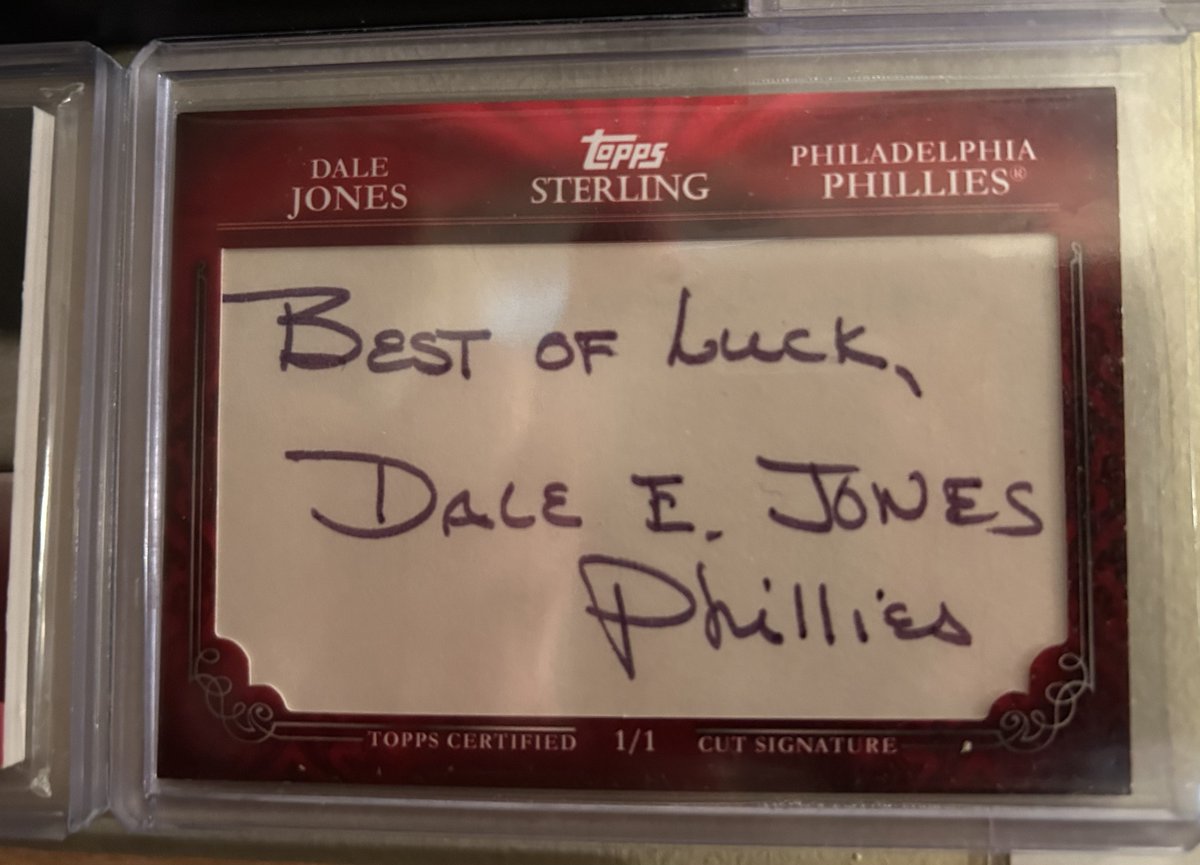 DALE
JONES
topps
STERLING
PHILADELPHIA
PHILLIES®
BEST OF LUCK,
DALE E. JONES
Phillies
TOPPS CERTIFIED 1/1 CUT SIGNATURE